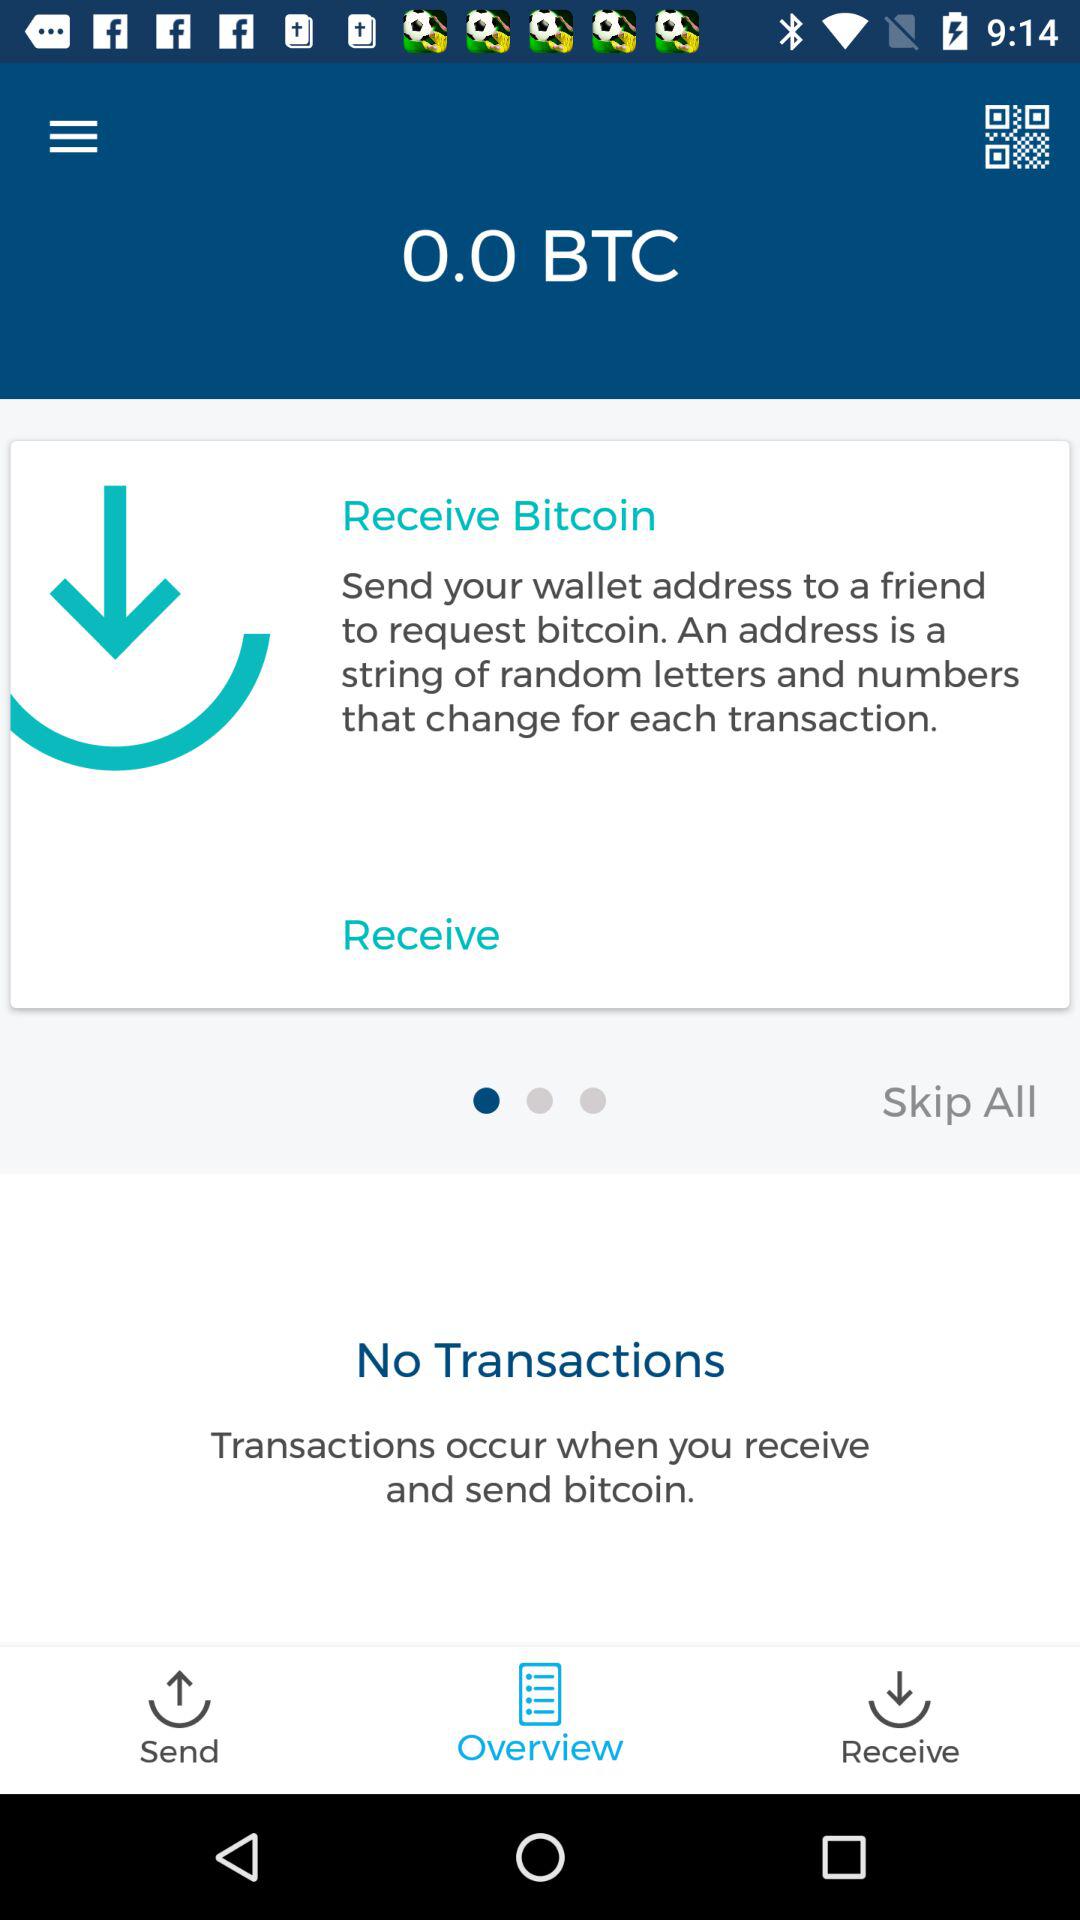 9:14
0.0 BTC
Receive Bitcoin
Send your wallet address to a friend
to request bitcoin. An address is a
string of random letters and numbers
that change for each transaction.
Receive
Skip All
No Transactions
Transactions occur when you receive
and send bitcoin.
Send
Overview
Receive